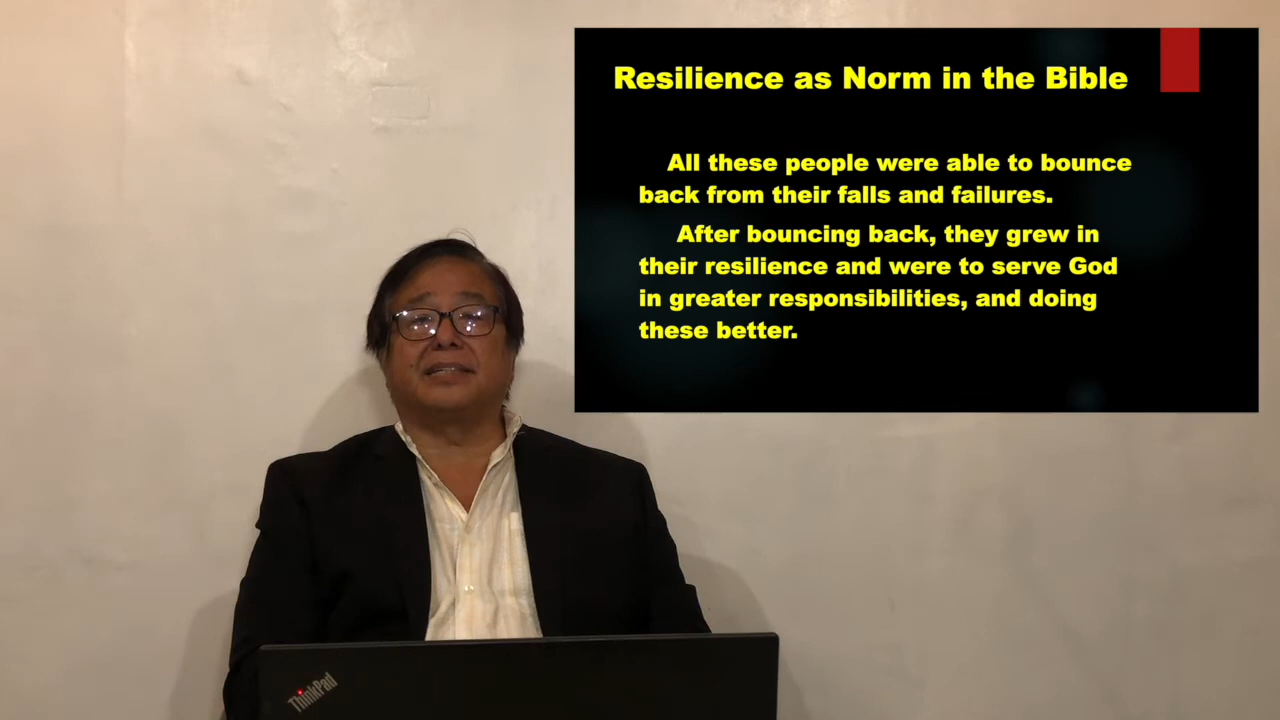 Resilience as Norm in the Bible
All these people were able to bounce
back from their falls and failures.
After bouncing back, they grew in
their resilience and were to serve God
in greater responsibilities, and doing
these better.
ThinkPad